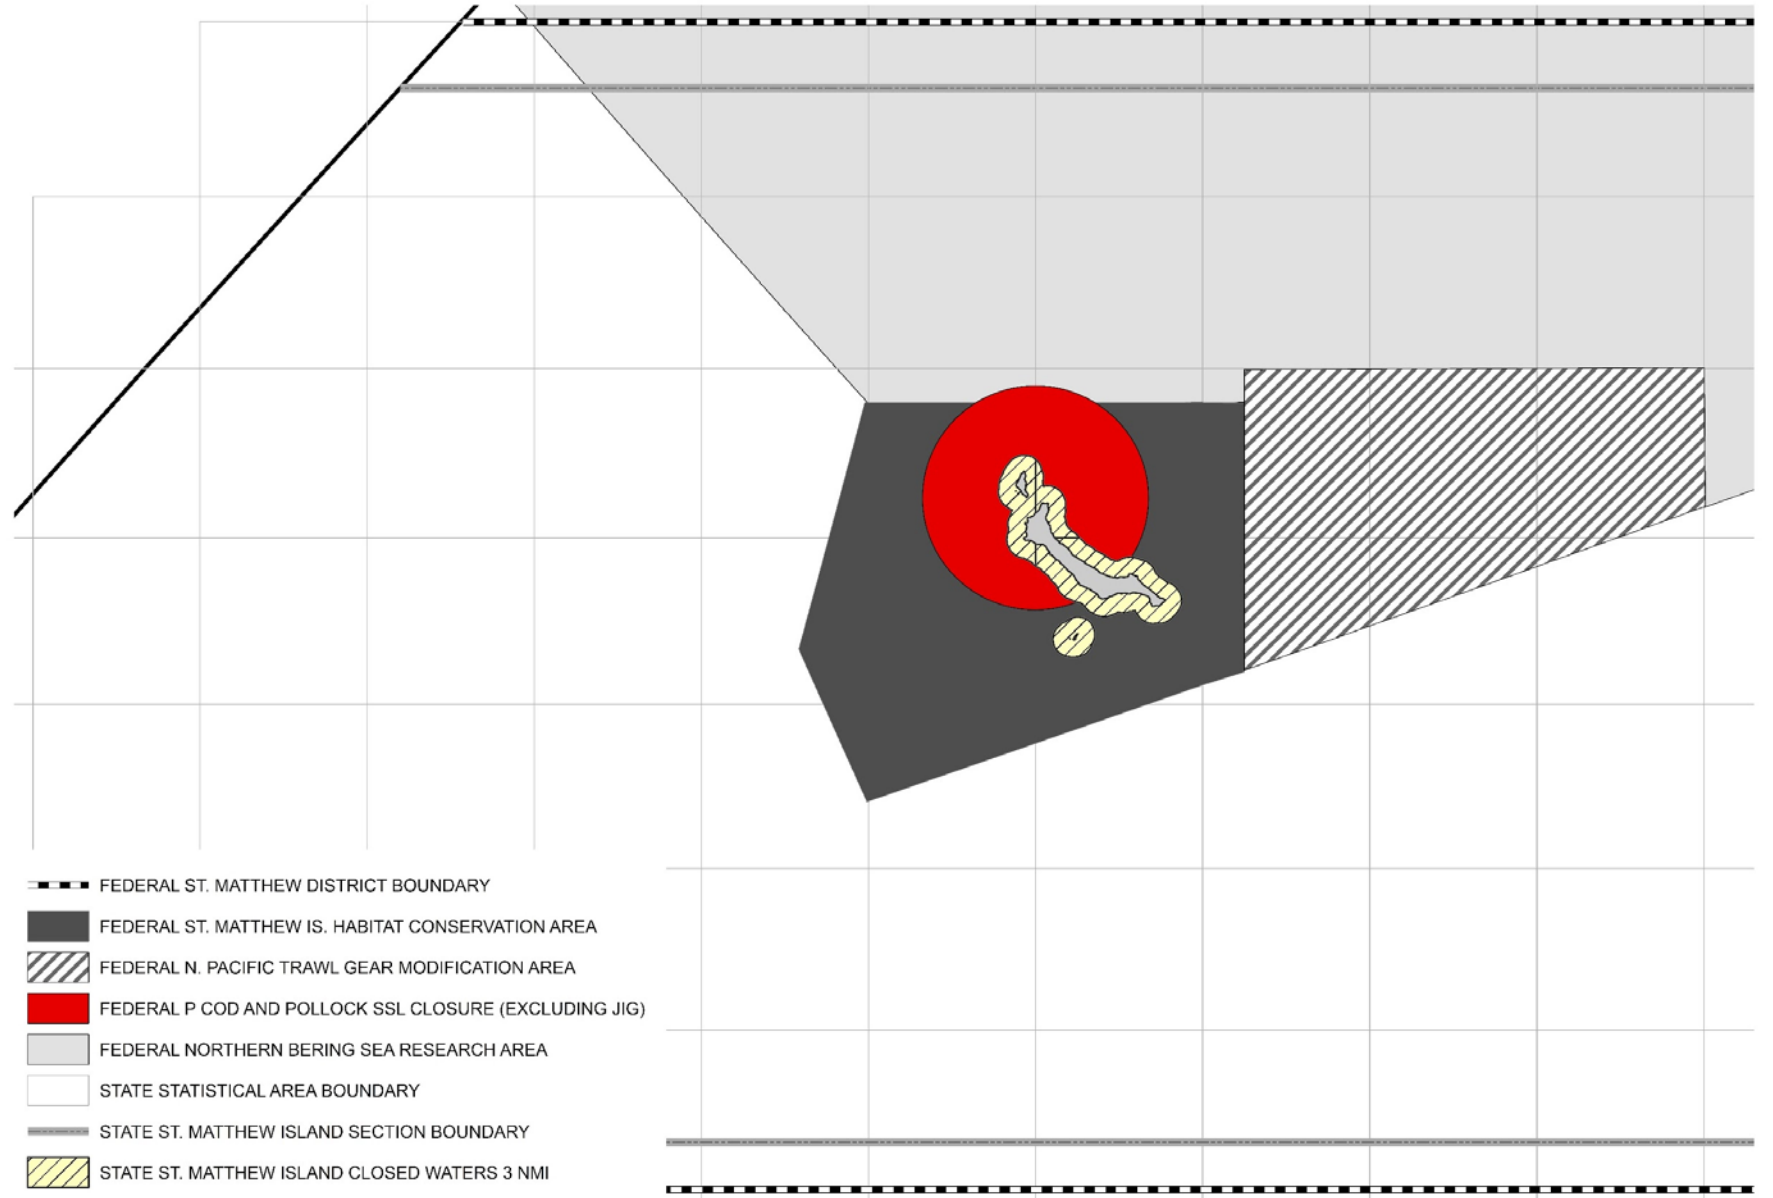 FEDERAL ST. MATTHEW DISTRICT BOUNDARY
FEDERAL ST. MATTHEW IS. HABITAT CONSERVATION AREA
FEDERAL N. PACIFIC TRAWL GEAR MODIFICATION AREA
FEDERAL P COD AND POLLOCK SSL CLOSURE (EXCLUDING JIG)
FEDERAL NORTHERN BERING SEA RESEARCH AREA
STATE STATISTICAL AREA BOUNDARY
STATE ST. MATTHEW ISLAND SECTION BOUNDARY
STATE ST. MATTHEW ISLAND CLOSED WATERS 3 NMI